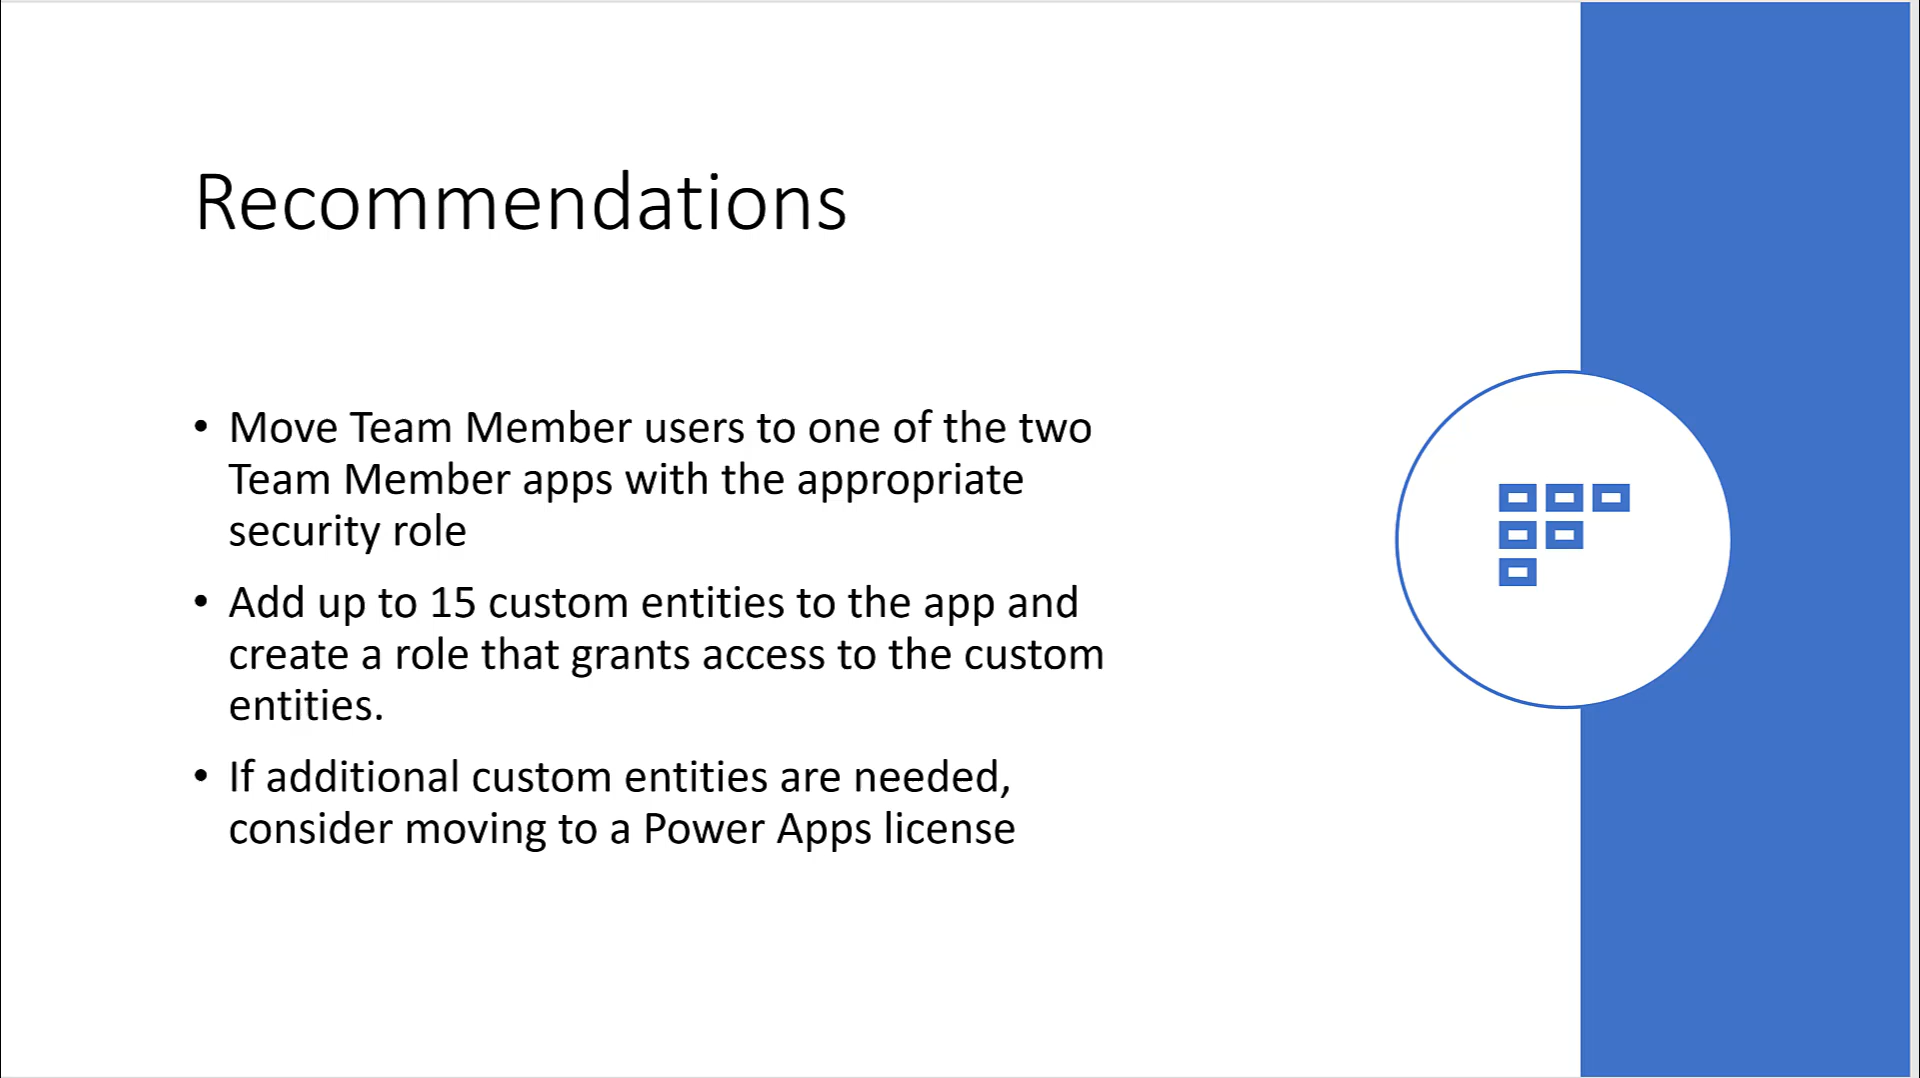 Recommendations
• Move Team Member users to one of the two
Team Member apps with the appropriate
security role
• Add up to 15 custom entities to the app and
create a role that grants access to the custom
entities.
• If additional custom entities are needed,
consider moving to a Power Apps license